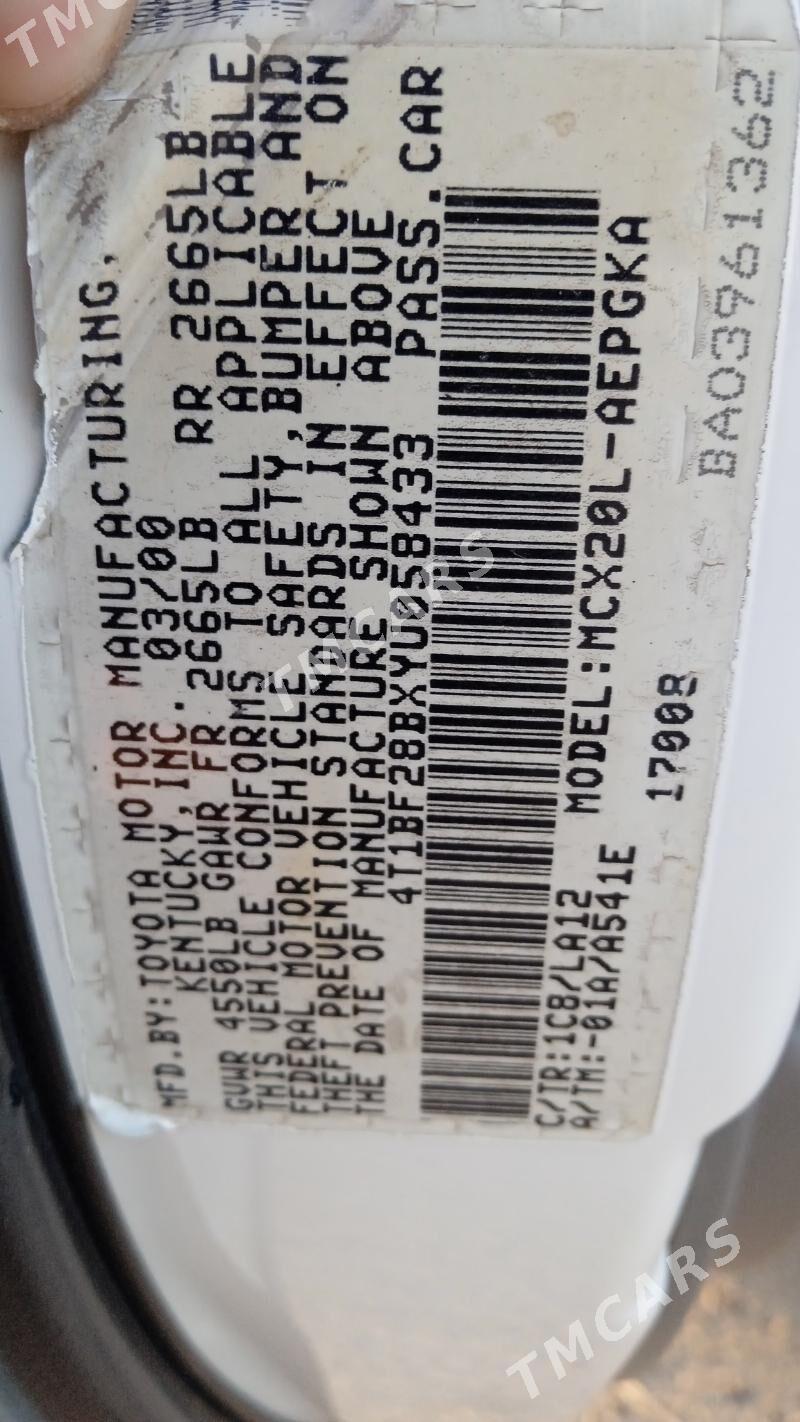 MFD.BY:TOYOTA MOTOR MANUFACTURING,
KENTUCKY,INC. 03/00
GVWR 4550LB GAWR FR 2665LB RR 2665LB
THIS VEHICLE CONFORMS TO ALL APPLICABLE
FEDERAL MOTOR VEHICLE SAFETY,BUMPER AND
THEFT PREVENTION STANDARDS IN EFFECT ON
THE DATE OF MANUFACTURE SHOWN ABOVE
4T1BF28BXYU058433 PASS.CAR
C/TR:1C8/LA12 MODEL:MCX20L-AEPGKA
A/TM:-01A/A541E 17008
BA03961362
TMCARS
TMCARS
TMCARS